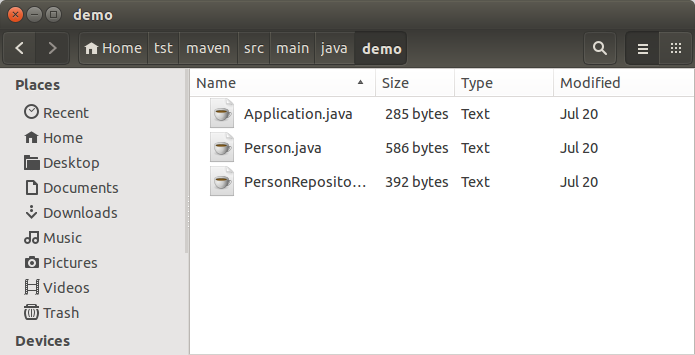 demo
Home tst maven src main java demo
Places
Recent
Home
Desktop
Documents
Downloads
Music
Pictures
Videos
Trash
Devices
Name Size Type Modified
Application.java 285 bytes Text Jul 20
Person.java 586 bytes Text Jul 20
PersonReposito... 392 bytes Text Jul 20